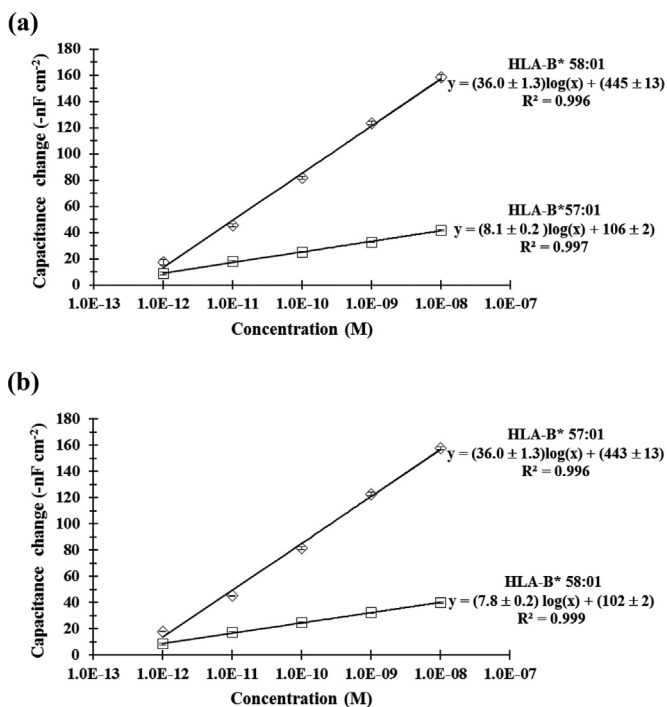 (a)
180
160
140
120
100
80
60
40
20
0
Capacitance change (-nF cm-2)
HLA-B* 58:01
y = (36.0 ± 1.3)log(x) + (445 ± 13)
R² = 0.996
HLA-B*57:01
y = (8.1 ± 0.2 )log(x) + 106 ± 2)
R² = 0.997
1.0E-13 1.0E-12 1.0E-11 1.0E-10 1.0E-09 1.0E-08 1.0E-07
Concentration (M)
(b)
180
160
140
120
100
80
60
40
20
0
Capacitance change (-nF cm-2)
HLA-B* 57:01
y = (36.0 ± 1.3)log(x) + (443 ± 13)
R² = 0.996
HLA-B* 58:01
y = (7.8 ± 0.2) log(x) + (102 ± 2)
R² = 0.999
1.0E-13 1.0E-12 1.0E-11 1.0E-10 1.0E-09 1.0E-08 1.0E-07
Concentration (M)